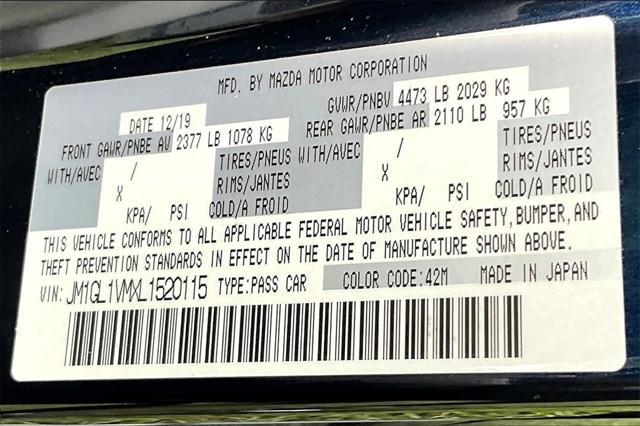 MFD. BY MAZDA MOTOR CORPORATION
DATE 12/19 GVWR/PNBV 4473 LB 2029 KG
FRONT GAWR/PNBE AV 2377 LB 1078 KG REAR GAWR/PNBE AR 2110 LB 957 KG
WITH/AVEC / TIRES/PNEUS WITH/AVEC / TIRES/PNEUS
X RIMS/JANTES X RIMS/JANTES
KPA/ PSI COLD/A FROID KPA/ PSI COLD/A FROID
THIS VEHICLE CONFORMS TO ALL APPLICABLE FEDERAL MOTOR VEHICLE SAFETY, BUMPER, AND
THEFT PREVENTION STANDARDS IN EFFECT ON THE DATE OF MANUFACTURE SHOWN ABOVE.
VIN: JM1GL1VMXL1520115 TYPE:PASS CAR COLOR CODE:42M MADE IN JAPAN